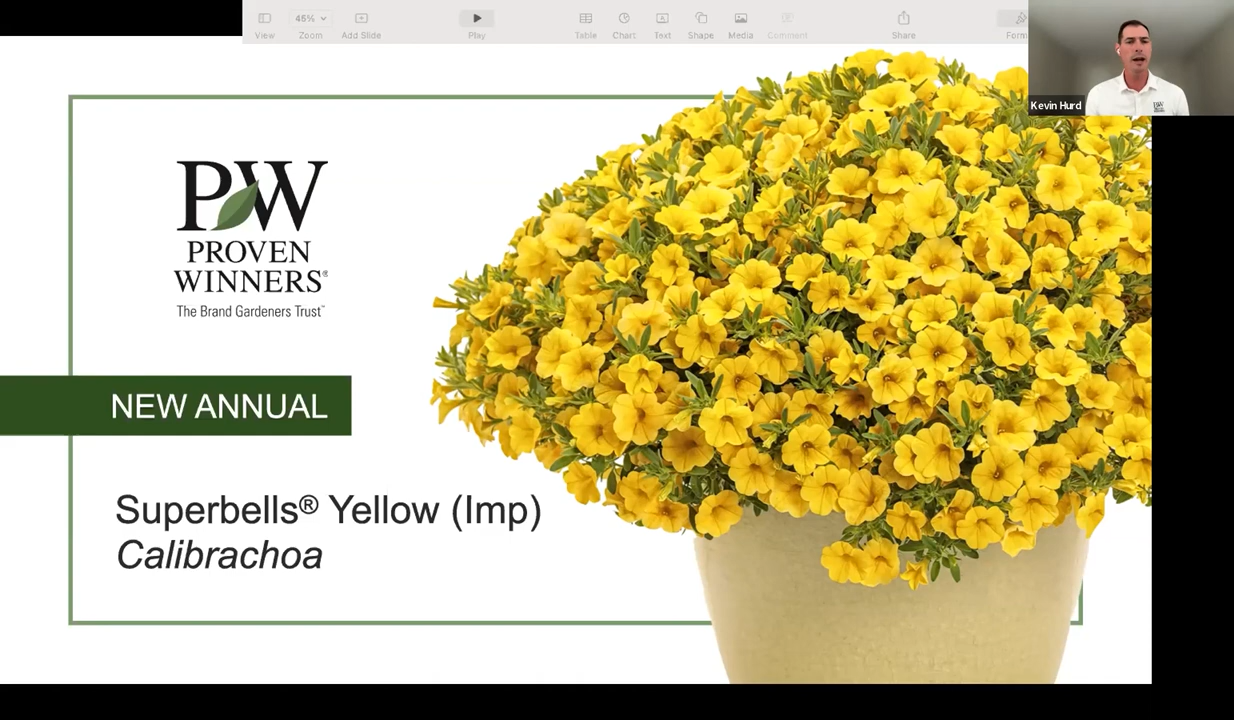 45%
View
Zoom
Add Slide
Play
Table
Chart
Text
Shape
Media
Comment
Share
Form
Kevin Hurd
PW
PROVEN
WINNERS®
The Brand Gardeners Trust™
NEW ANNUAL
Superbells® Yellow (Imp)
Calibrachoa